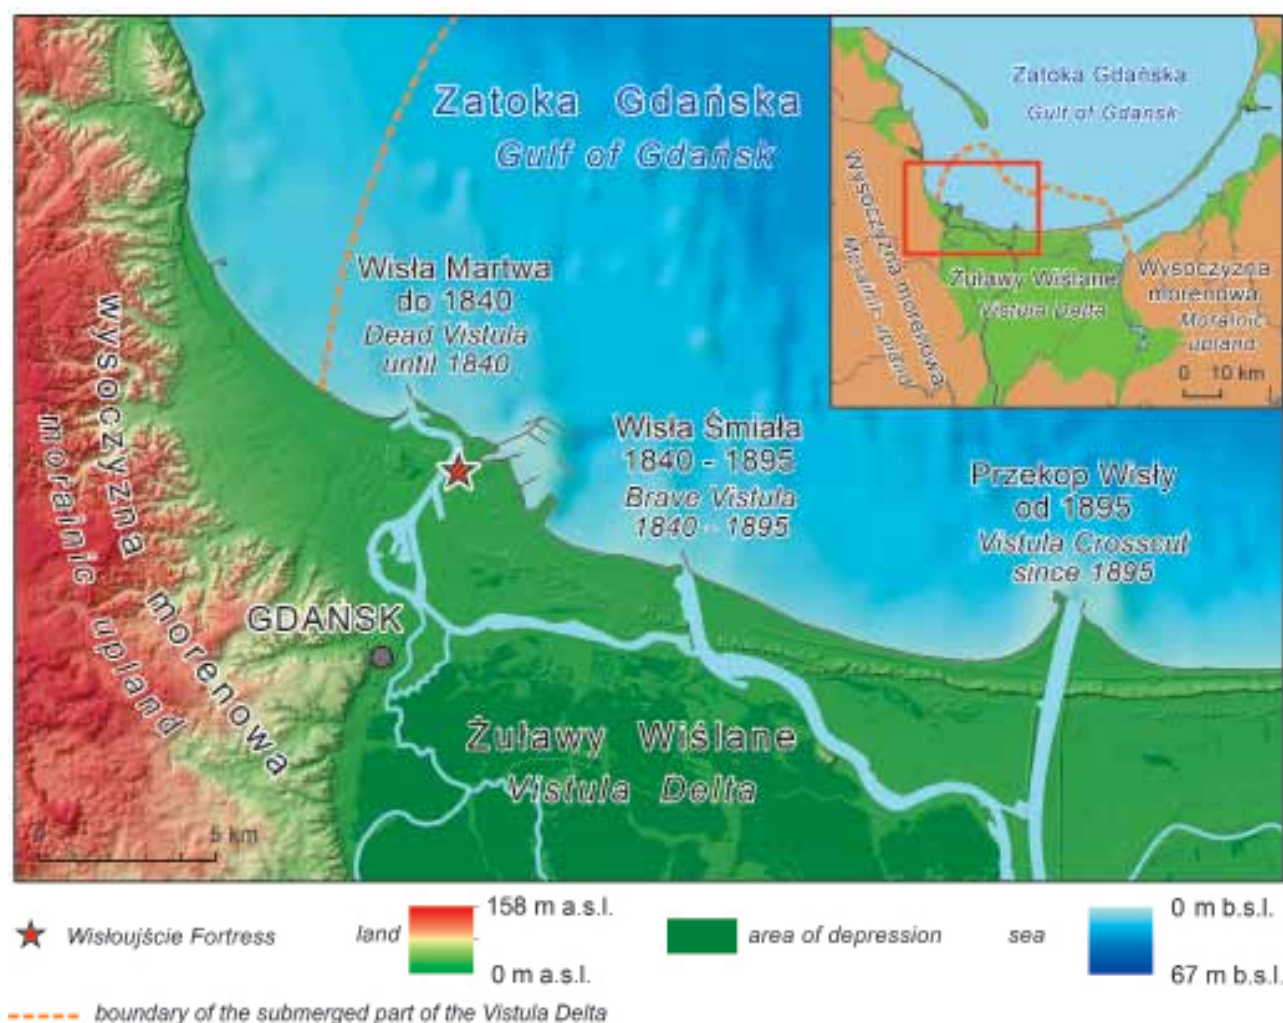 Zatoka Gdańska
Gulf of Gdańsk
Wisła Martwa
do 1840
Dead Vistula
until 1840
Wisła Śmiała
1840 - 1895
Brave Vistula
1840 - 1895
Przekop Wisły
od 1895
Vistula Crosscut
since 1895
wysoczyzna morenowa
morainic upland
GDAŃSK
Żuławy Wiślane
Vistula Delta
0 5 km
Zatoka Gdańska
Gulf of Gdańsk
Wysoczyzna morenowa
Morainic upland
Żuławy Wiślane
Vistula Delta
Wysoczyzna
morenowa
Morainic
upland
0 10 km
Wisłoujście Fortress
land
158 m a.s.l.
0 m a.s.l.
area of depression
sea
0 m b.s.l.
67 m b.s.l.
boundary of the submerged part of the Vistula Delta